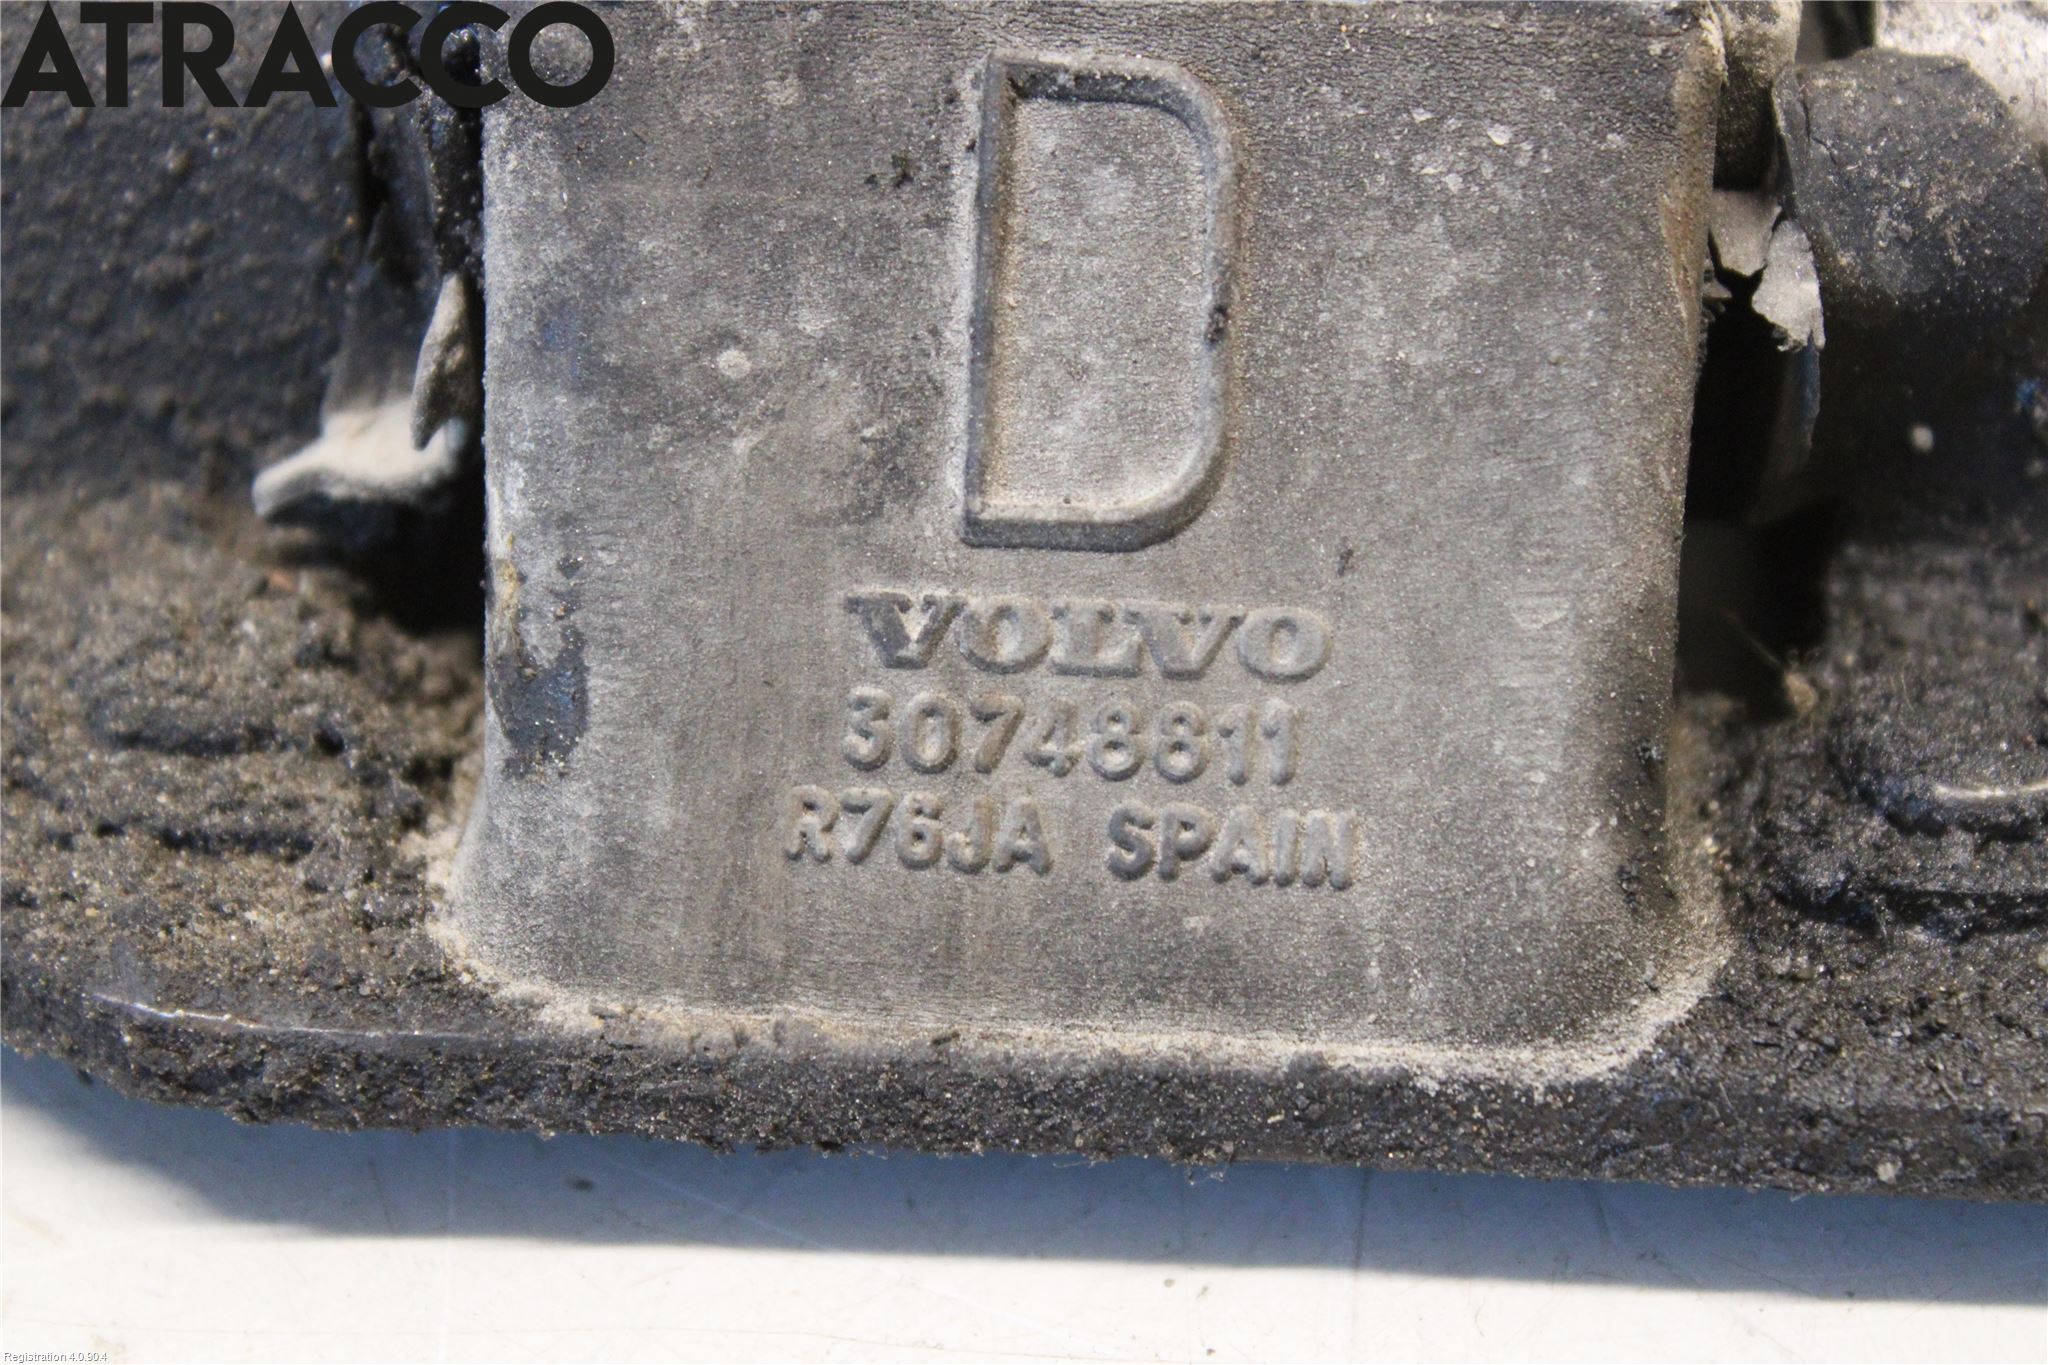 ATRACCO
D
VOLVO
30748811
R76JA SPAIN
Registration 4.0.90.4